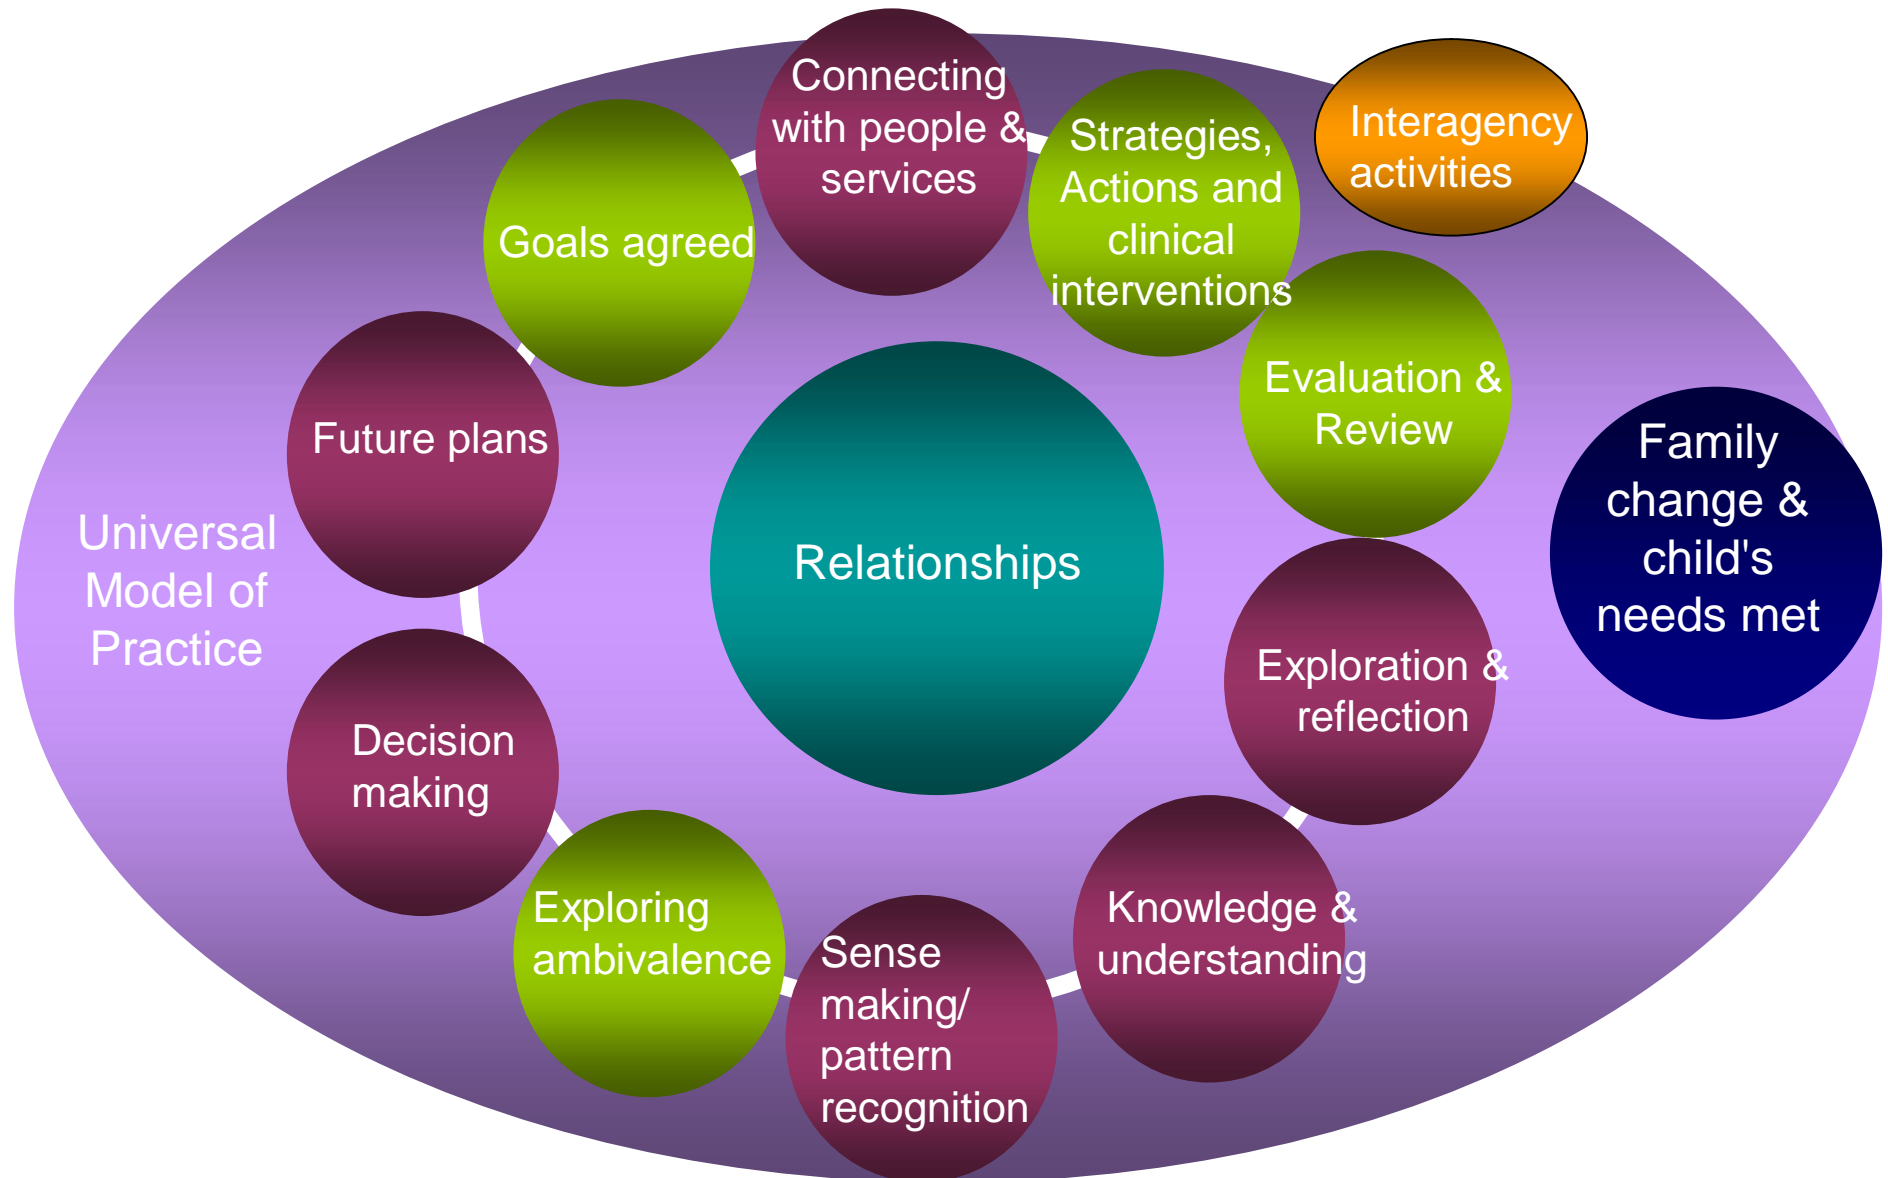 Connecting
with people &
services
Strategies,
Actions and
clinical
interventions
Interagency
activities
Goals agreed
Evaluation &
Review
Future plans
Family
change &
child's
needs met
Universal
Model of
Practice
Relationships
Exploration &
reflection
Decision
making
Knowledge &
understanding
Exploring
ambivalence
Sense
making/
pattern
recognition